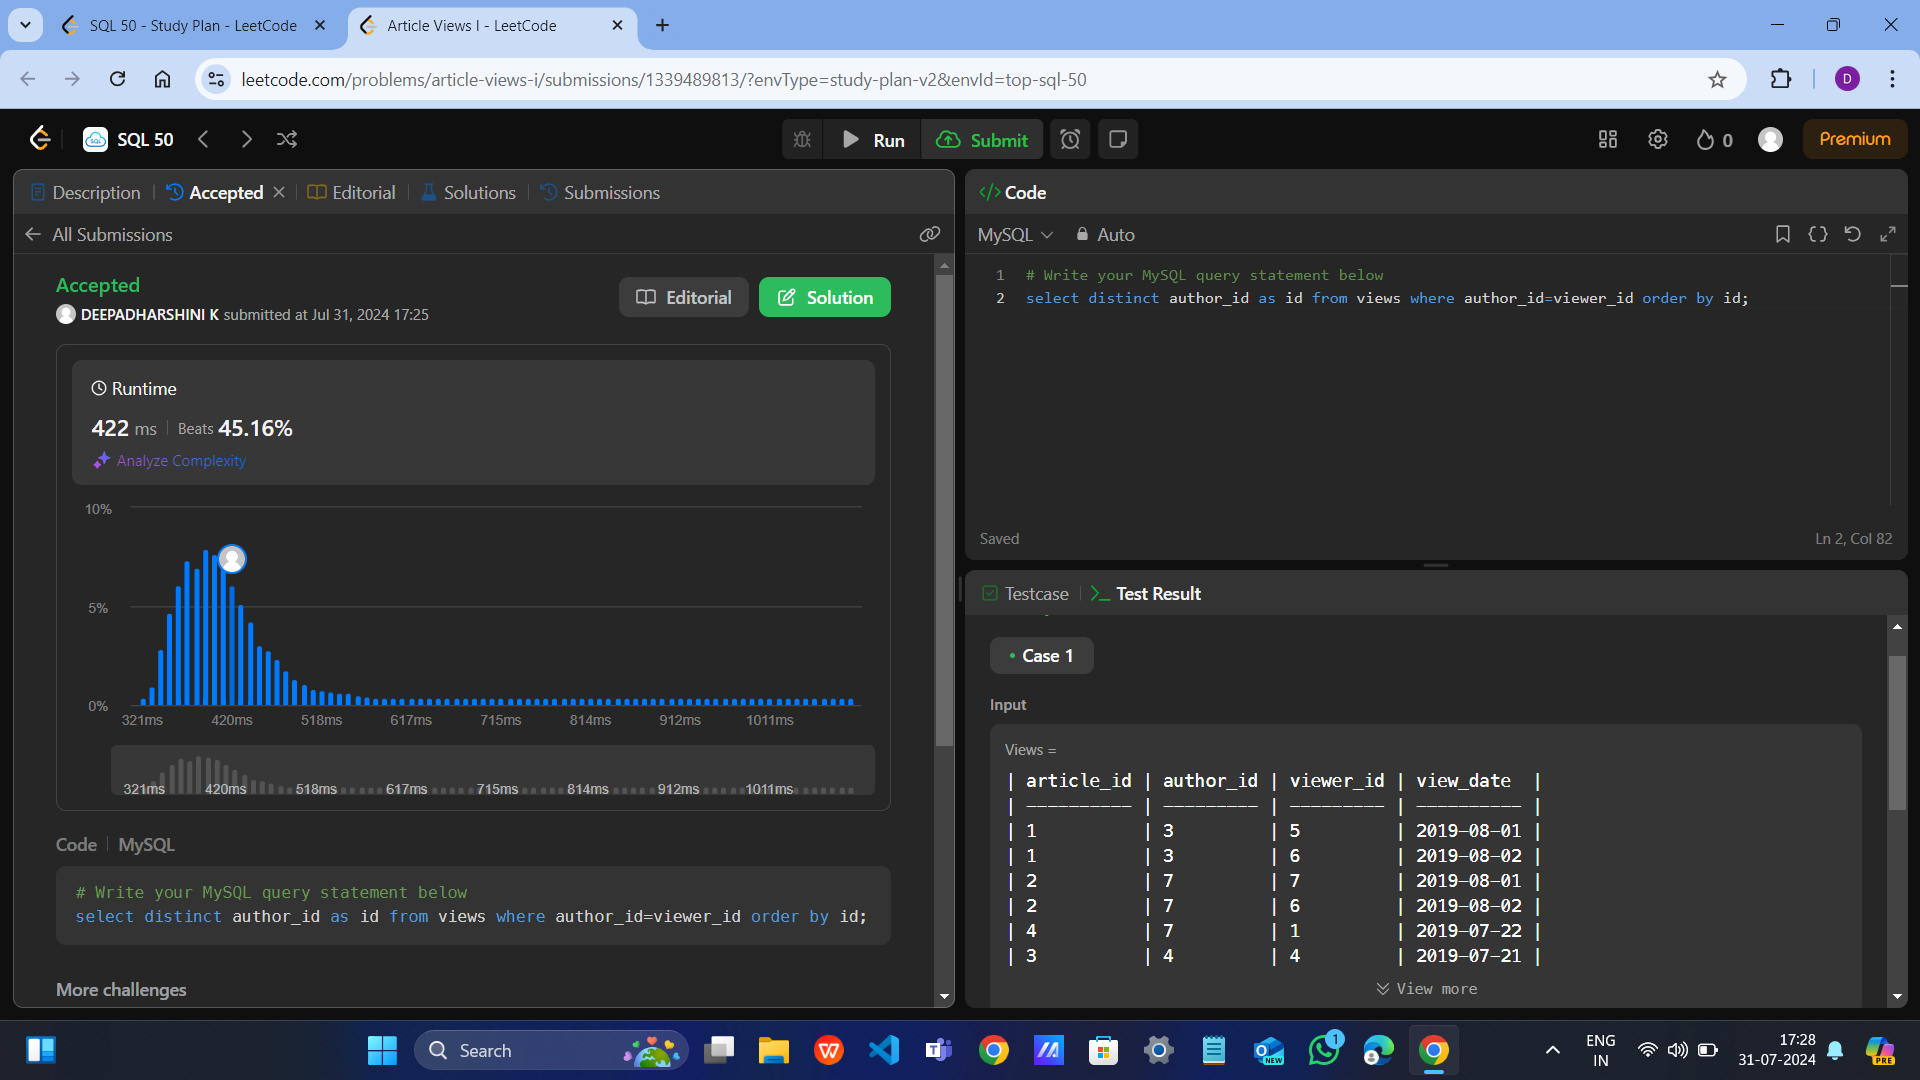 SQL 50 - Study Plan - LeetCode
Article Views I - LeetCode
leetcode.com/problems/article-views-i/submissions/1339489813/?envType=study-plan-v2&envId=top-sql-50
D
SQL 50
Run
Submit
0
Premium
Description
Accepted
Editorial
Solutions
Submissions
All Submissions
Accepted
DEEPADHARSHINI K submitted at Jul 31, 2024 17:25
Editorial
Solution
Runtime
422 ms
Beats 45.16%
Analyze Complexity
10%
5%
0%
321ms 420ms 518ms 617ms 715ms 814ms 912ms 1011ms
321ms 420ms 518ms 617ms 715ms 814ms 912ms 1011ms
Code
MySQL
# Write your MySQL query statement below
select distinct author_id as id from views where author_id=viewer_id order by id;
More challenges
</> Code
MySQL
Auto
1 # Write your MySQL query statement below
2 select distinct author_id as id from views where author_id=viewer_id order by id;
Saved
Ln 2, Col 82
Testcase
Test Result
Case 1
Input
Views =
| article_id | author_id | viewer_id | view_date  |
| ---------- | --------- | --------- | ---------- |
| 1          | 3         | 5         | 2019-08-01 |
| 1          | 3         | 6         | 2019-08-02 |
| 2          | 7         | 7         | 2019-08-01 |
| 2          | 7         | 6         | 2019-08-02 |
| 4          | 7         | 1         | 2019-07-22 |
| 3          | 4         | 4         | 2019-07-21 |
View more
Search
NEW
1
ENG
IN
17:28
31-07-2024
PRE